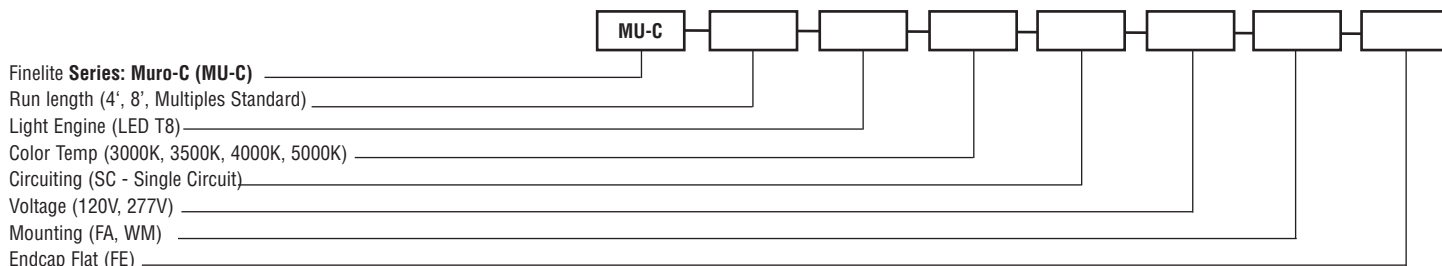 MU-C
Finelite Series: Muro-C (MU-C)
Run length (4‘, 8’, Multiples Standard)
Light Engine (LED T8)
Color Temp (3000K, 3500K, 4000K, 5000K)
Circuiting (SC - Single Circuit)
Voltage (120V, 277V)
Mounting (FA, WM)
Endcap Flat (FE)